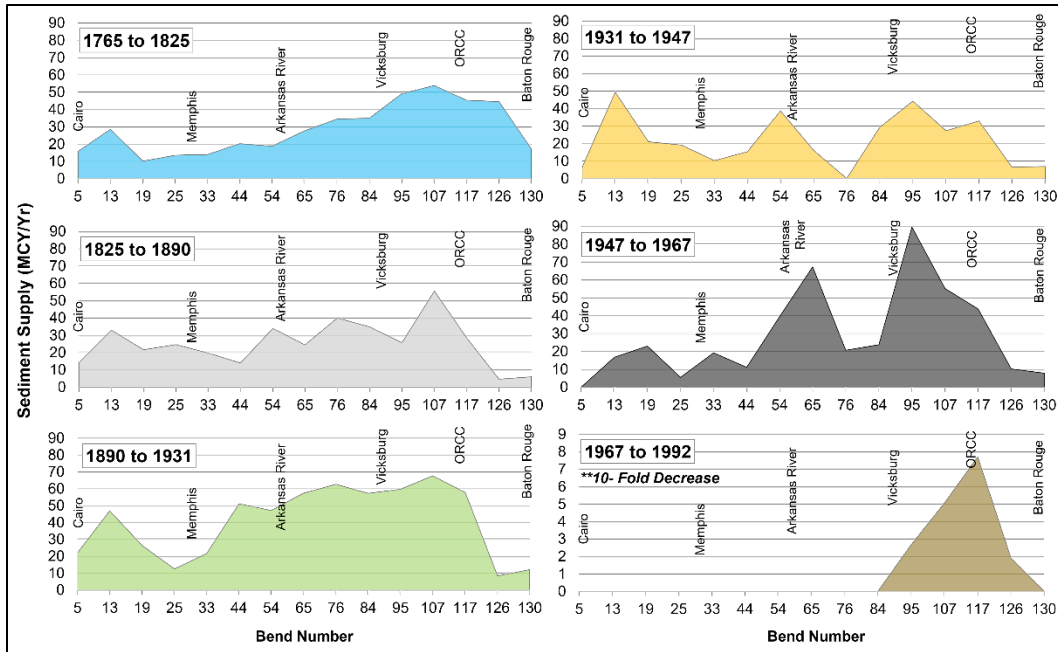 Sediment Supply (MCY/Yr)
1765 to 1825
90
80
70
60
50
40
30
20
10
0
Cairo
Memphis
Arkansas River
Vicksburg
ORCC
Baton Rouge
5 13 19 25 33 44 54 65 76 84 95 107 117 126 130
1825 to 1890
90
80
70
60
50
40
30
20
10
0
Cairo
Memphis
Arkansas River
Vicksburg
ORCC
Baton Rouge
5 13 19 25 33 44 54 65 76 84 95 107 117 126 130
1890 to 1931
90
80
70
60
50
40
30
20
10
0
Cairo
Memphis
Arkansas River
Vicksburg
ORCC
Baton Rouge
5 13 19 25 33 44 54 65 76 84 95 107 117 126 130
Bend Number
1931 to 1947
90
80
70
60
50
40
30
20
10
0
Cairo
Memphis
Arkansas River
Vicksburg
ORCC
Baton Rouge
5 13 19 25 33 44 54 65 76 84 95 107 117 126 130
1947 to 1967
90
80
70
60
50
40
30
20
10
0
Cairo
Memphis
Arkansas
River
Vicksburg
ORCC
Baton Rouge
5 13 19 25 33 44 54 65 76 84 95 107 117 126 130
1967 to 1992
**10- Fold Decrease
9
8
7
6
5
4
3
2
1
0
Cairo
Memphis
Arkansas River
Vicksburg
ORCC
Baton Rouge
5 13 19 25 33 44 54 65 76 84 95 107 117 126 130
Bend Number